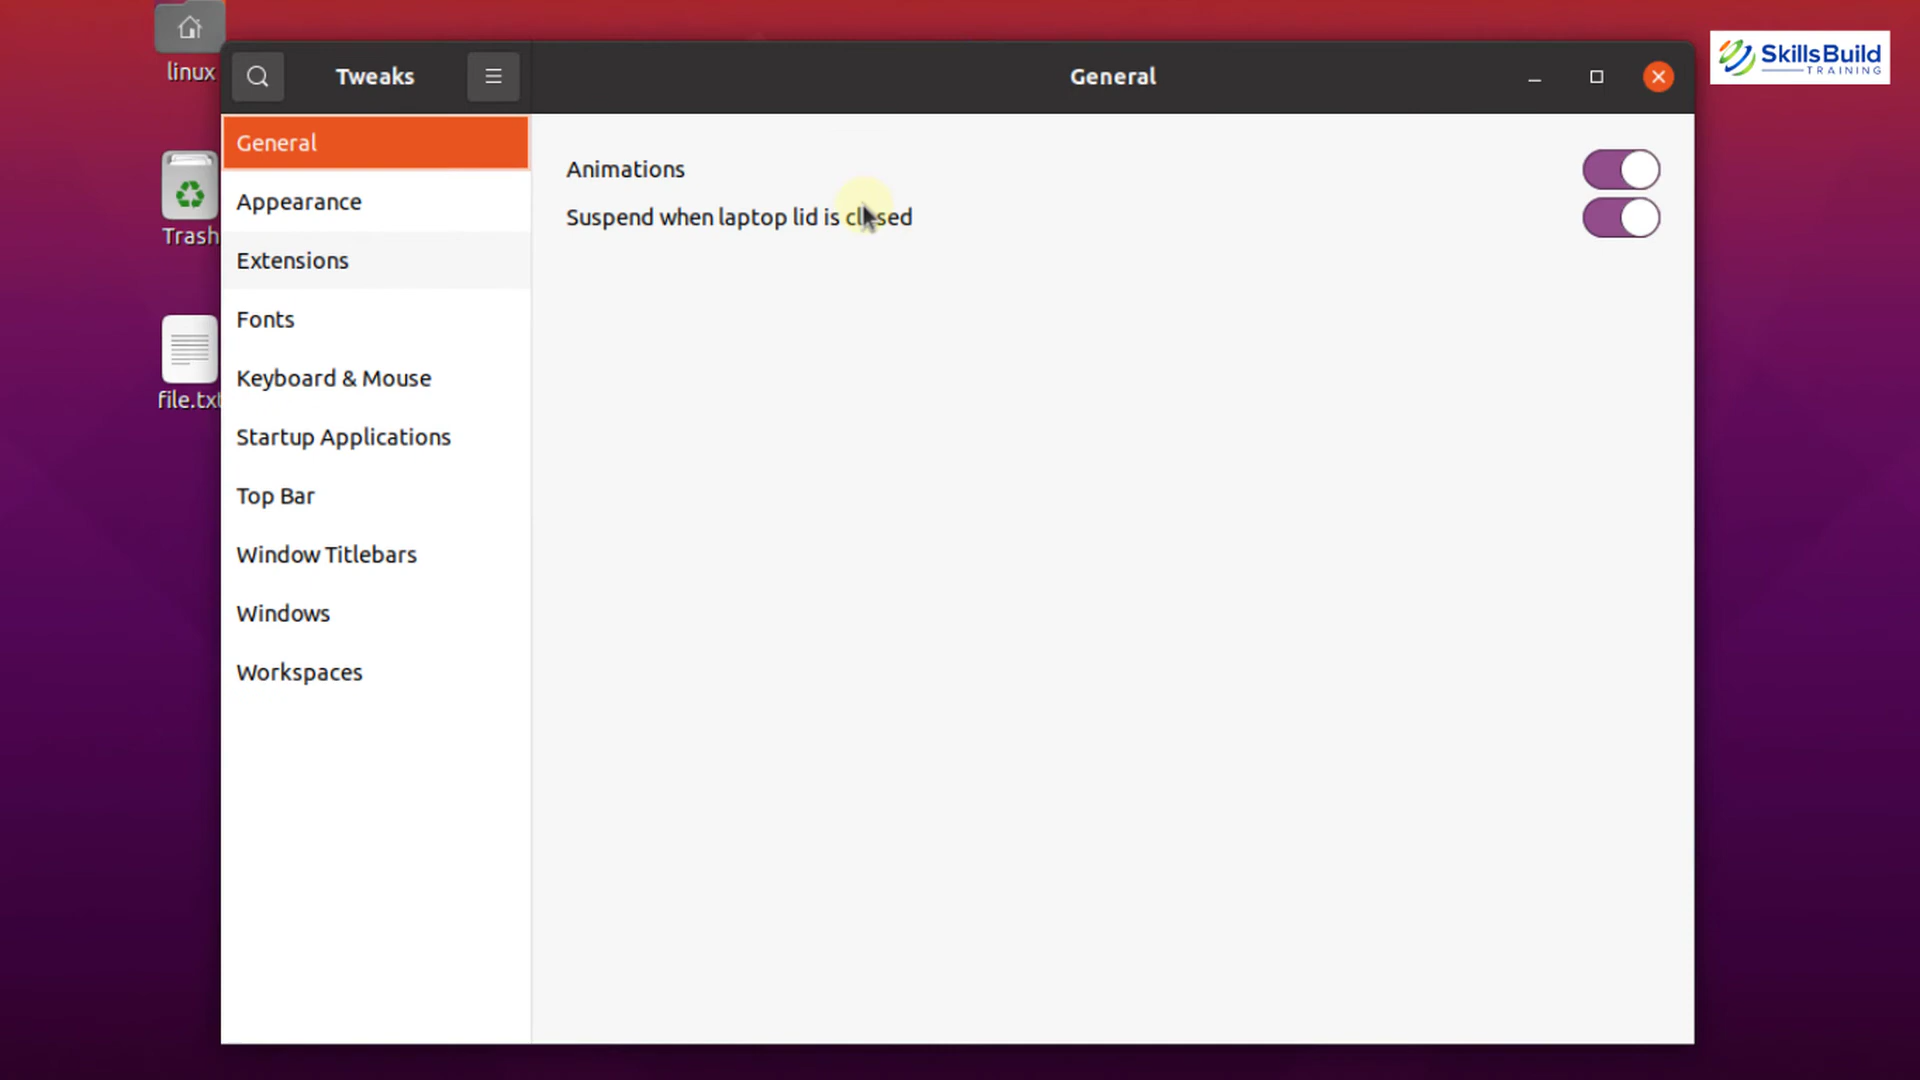 linux
Trash
file.txt
Tweaks
General
SkillsBuild
TRAINING
General
Appearance
Extensions
Fonts
Keyboard & Mouse
Startup Applications
Top Bar
Window Titlebars
Windows
Workspaces
Animations
Suspend when laptop lid is closed